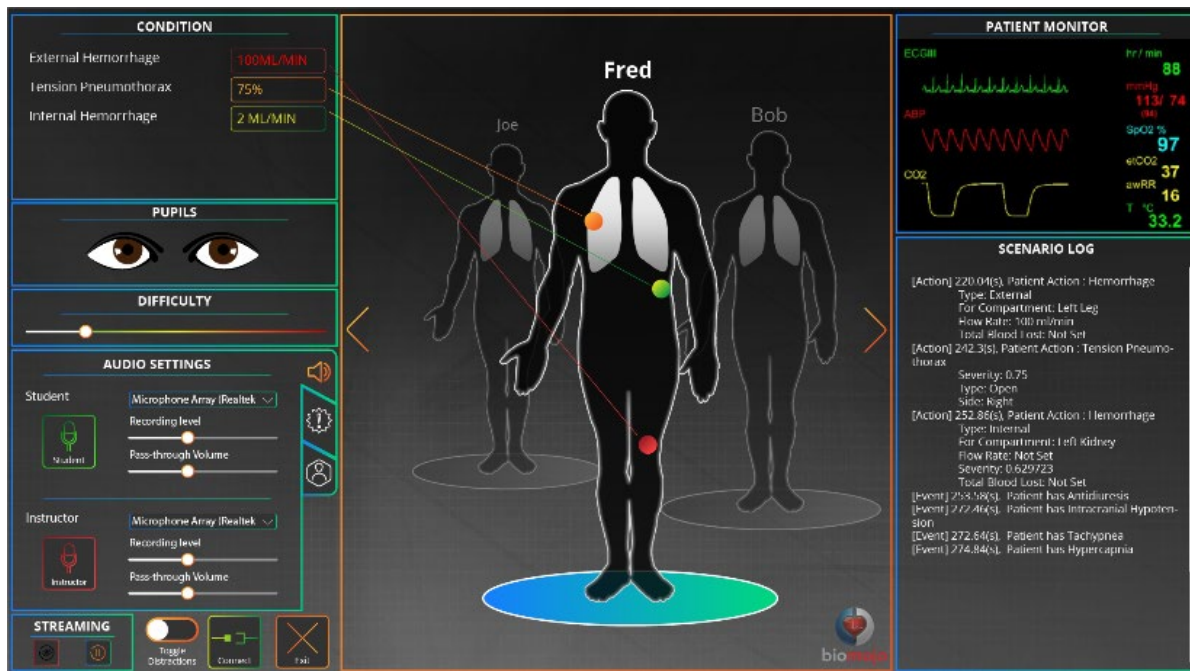 CONDITION
External Hemorrhage
100ML/MIN
Tension Pneumothorax
75%
Internal Hemorrhage
2 ML/MIN
PUPILS
DIFFICULTY
AUDIO SETTINGS
Student
Microphone Array (Realtek
Recording level
Pass-through Volume
Student
Instructor
Microphone Array (Realtek
Recording level
Pass-through Volume
Instructor
STREAMING
Toggle
Distractions
Connect
Exit
Joe
Fred
Bob
PATIENT MONITOR
ECGIII
hr / min
88
mmHg
113/ 74
(94)
ABP
SpO2 %
97
etCO2
37
CO2
awRR
16
T °C
33.2
SCENARIO LOG
[Action] 220.04(s), Patient Action : Hemorrhage
Type: External
For Compartment: Left Leg
Flow Rate: 100 ml/min
Total Blood Lost: Not Set
[Action] 242.3(s), Patient Action : Tension Pneumo-
thorax
Severity: 0.75
Type: Open
Side: Right
[Action] 252.86(s), Patient Action : Hemorrhage
Type: Internal
For Compartment: Left Kidney
Flow Rate: Not Set
Severity: 0.629723
Total Blood Lost: Not Set
[Event] 253.58(s), Patient has Antidiuresis
[Event] 272.46(s), Patient has Intracranial Hypoten-
sion
[Event] 272.64(s), Patient has Tachypnea
[Event] 274.84(s), Patient has Hypercapnia